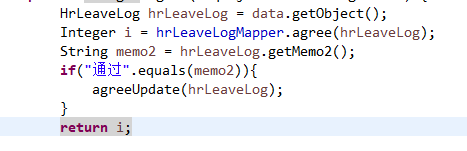 HrLeaveLog hrLeaveLog = data.getObject();
Integer i = hrLeaveLogMapper.agree(hrLeaveLog);
String memo2 = hrLeaveLog.getMemo2();
if("通过".equals(memo2)){
agreeUpdate(hrLeaveLog);
}
return i;